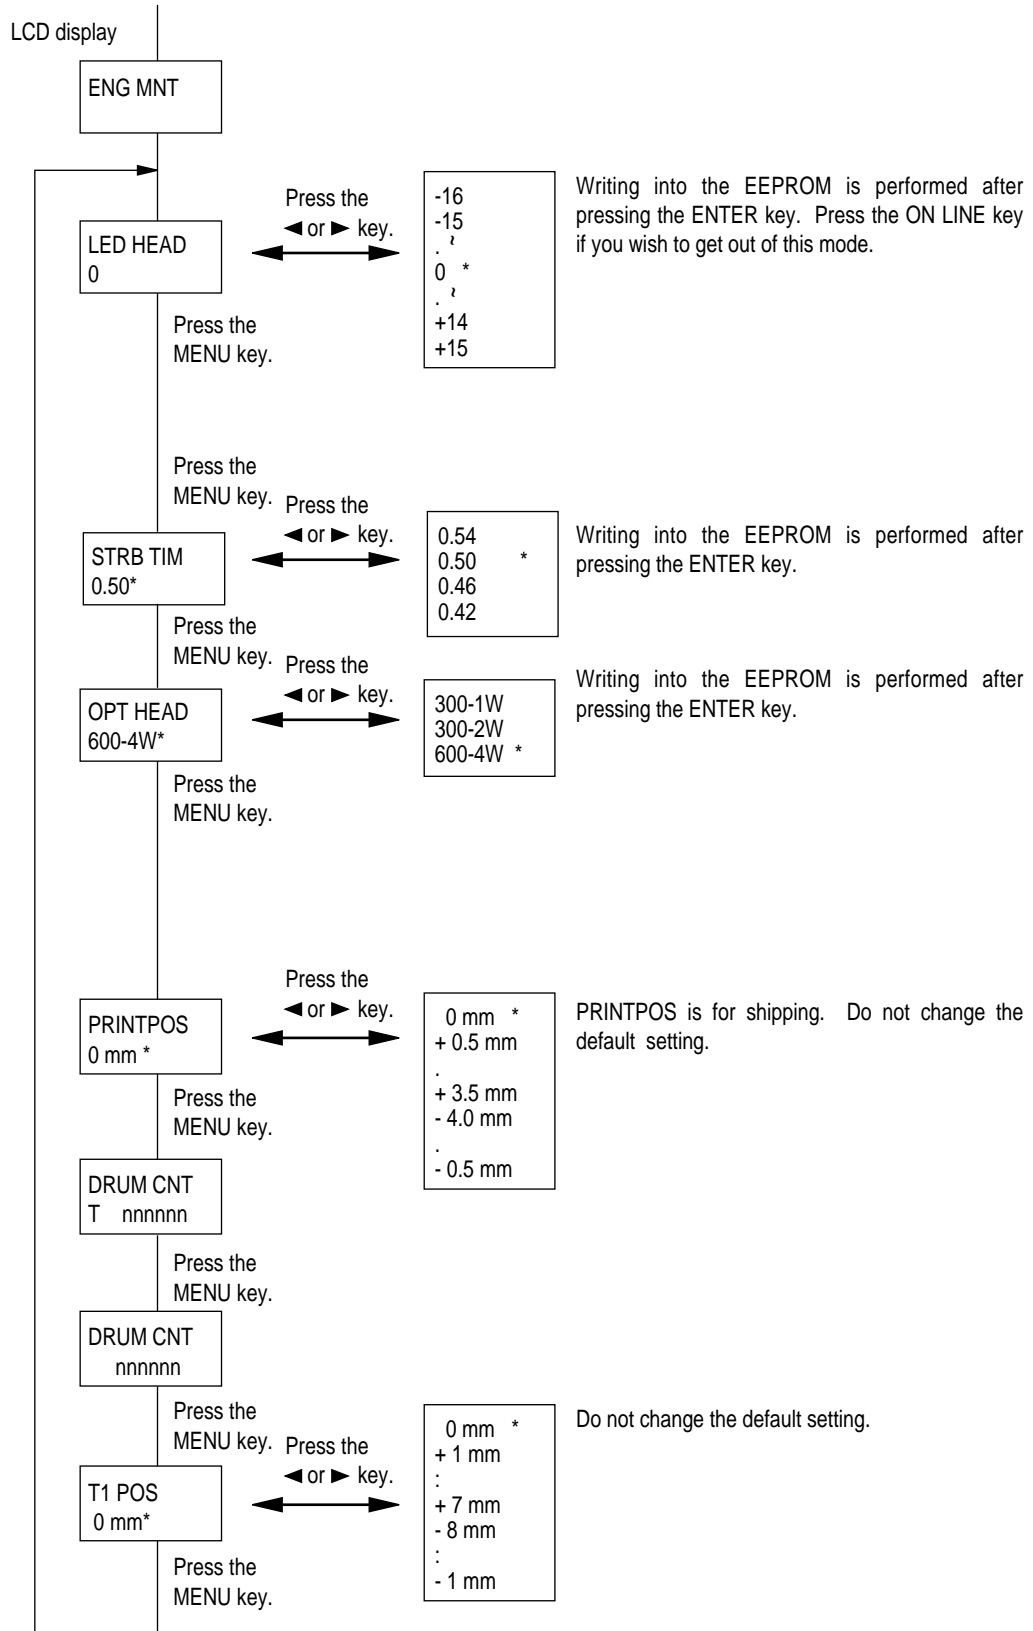 LCD display
ENG MNT
LED HEAD
0
Press the
◄ or ► key.
-16
-15
. ~
0 *
. ~
+14
+15
Writing into the EEPROM is performed after
pressing the ENTER key. Press the ON LINE key
if you wish to get out of this mode.
Press the
MENU key.
Press the
MENU key.
STRB TIM
0.50*
Press the
◄ or ► key.
0.54
0.50 *
0.46
0.42
Writing into the EEPROM is performed after
pressing the ENTER key.
Press the
MENU key.
OPT HEAD
600-4W*
Press the
◄ or ► key.
300-1W
300-2W
600-4W *
Writing into the EEPROM is performed after
pressing the ENTER key.
Press the
MENU key.
PRINTPOS
0 mm *
Press the
◄ or ► key.
0 mm *
+ 0.5 mm
.
+ 3.5 mm
- 4.0 mm
.
- 0.5 mm
PRINTPOS is for shipping. Do not change the
default setting.
Press the
MENU key.
DRUM CNT
T nnnnnn
Press the
MENU key.
DRUM CNT
nnnnnn
Press the
MENU key.
T1 POS
0 mm*
Press the
◄ or ► key.
0 mm *
+ 1 mm
:
+ 7 mm
- 8 mm
:
- 1 mm
Do not change the default setting.
Press the
MENU key.